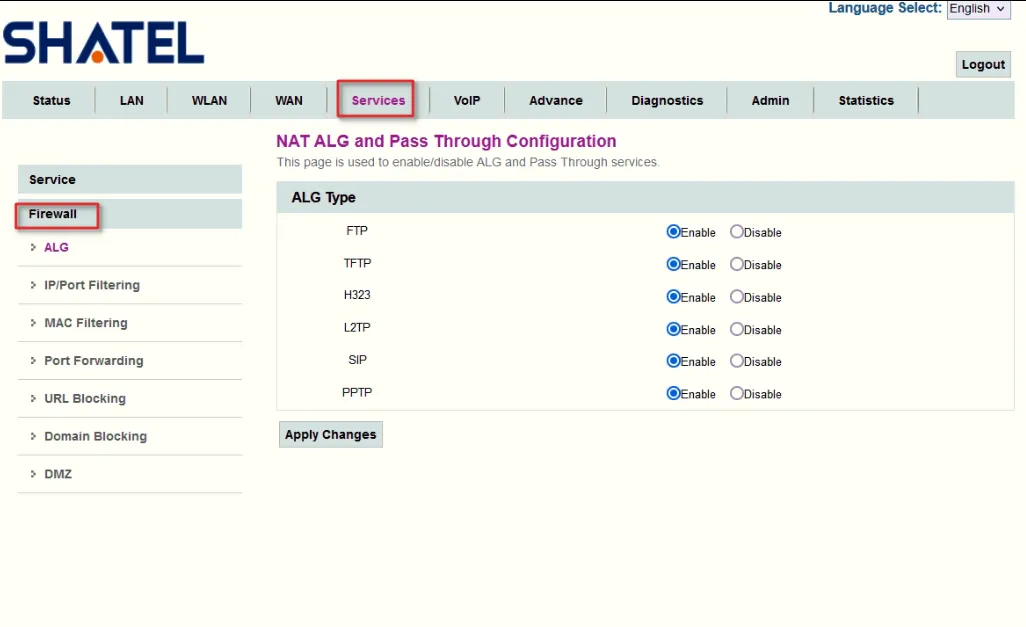 Language Select: English
SHATEL
Logout
Status LAN WLAN WAN Services VoIP Advance Diagnostics Admin Statistics
NAT ALG and Pass Through Configuration
This page is used to enable/disable ALG and Pass Through services.
Service
Firewall
ALG
IP/Port Filtering
MAC Filtering
Port Forwarding
URL Blocking
Domain Blocking
DMZ
ALG Type
FTP Enable Disable
TFTP Enable Disable
H323 Enable Disable
L2TP Enable Disable
SIP Enable Disable
PPTP Enable Disable
Apply Changes